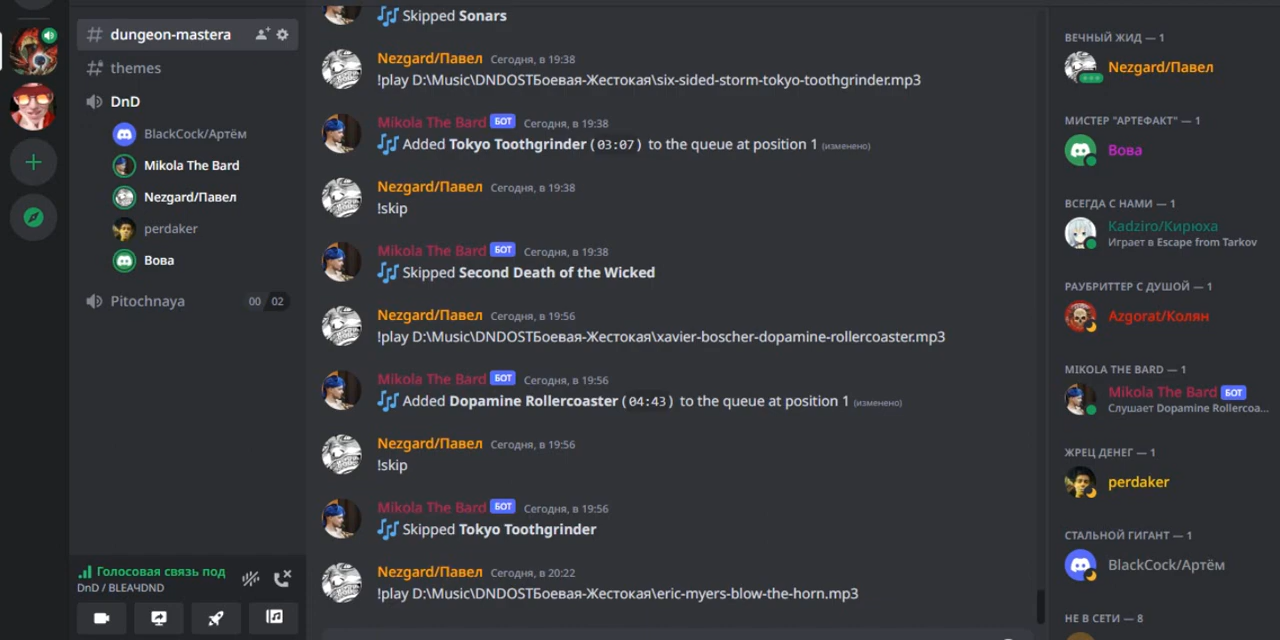 dungeon-mastera
themes
DnD
BlackCock/Артём
Mikola The Bard
Nezgard/Павел
perdaker
Вова
Pitochnaya 00 02
Голосовая связь под
DnD / BLEAЧDND
Skipped Sonars
Nezgard/Павел Сегодня, в 19:38
!play D:\Music\DNDOSTБоевая-Жестокая\six-sided-storm-tokyo-toothgrinder.mp3
Mikola The Bard БОТ Сегодня, в 19:38
Added Tokyo Toothgrinder (03:07) to the queue at position 1 (изменено)
Nezgard/Павел Сегодня, в 19:38
!skip
Mikola The Bard БОТ Сегодня, в 19:38
Skipped Second Death of the Wicked
Nezgard/Павел Сегодня, в 19:56
!play D:\Music\DNDOSTБоевая-Жестокая\xavier-boscher-dopamine-rollercoaster.mp3
Mikola The Bard БОТ Сегодня, в 19:56
Added Dopamine Rollercoaster (04:43) to the queue at position 1 (изменено)
Nezgard/Павел Сегодня, в 19:56
!skip
Mikola The Bard БОТ Сегодня, в 19:56
Skipped Tokyo Toothgrinder
Nezgard/Павел Сегодня, в 20:22
!play D:\Music\DNDOSTБоевая-Жестокая\eric-myers-blow-the-horn.mp3
ВЕЧНЫЙ ЖИД — 1
Nezgard/Павел
МИСТЕР "АРТЕФАКТ" — 1
Вова
ВСЕГДА С НАМИ — 1
Kadziro/Кирюха
Играет в Escape from Tarkov
РАУБРИТТЕР С ДУШОЙ — 1
Azgorat/Колян
MIKOLA THE BARD — 1
Mikola The Bard БОТ
Слушает Dopamine Rollercoa...
ЖРЕЦ ДЕНЕГ — 1
perdaker
СТАЛЬНОЙ ГИГАНТ — 1
BlackCock/Артём
НЕ В СЕТИ — 8